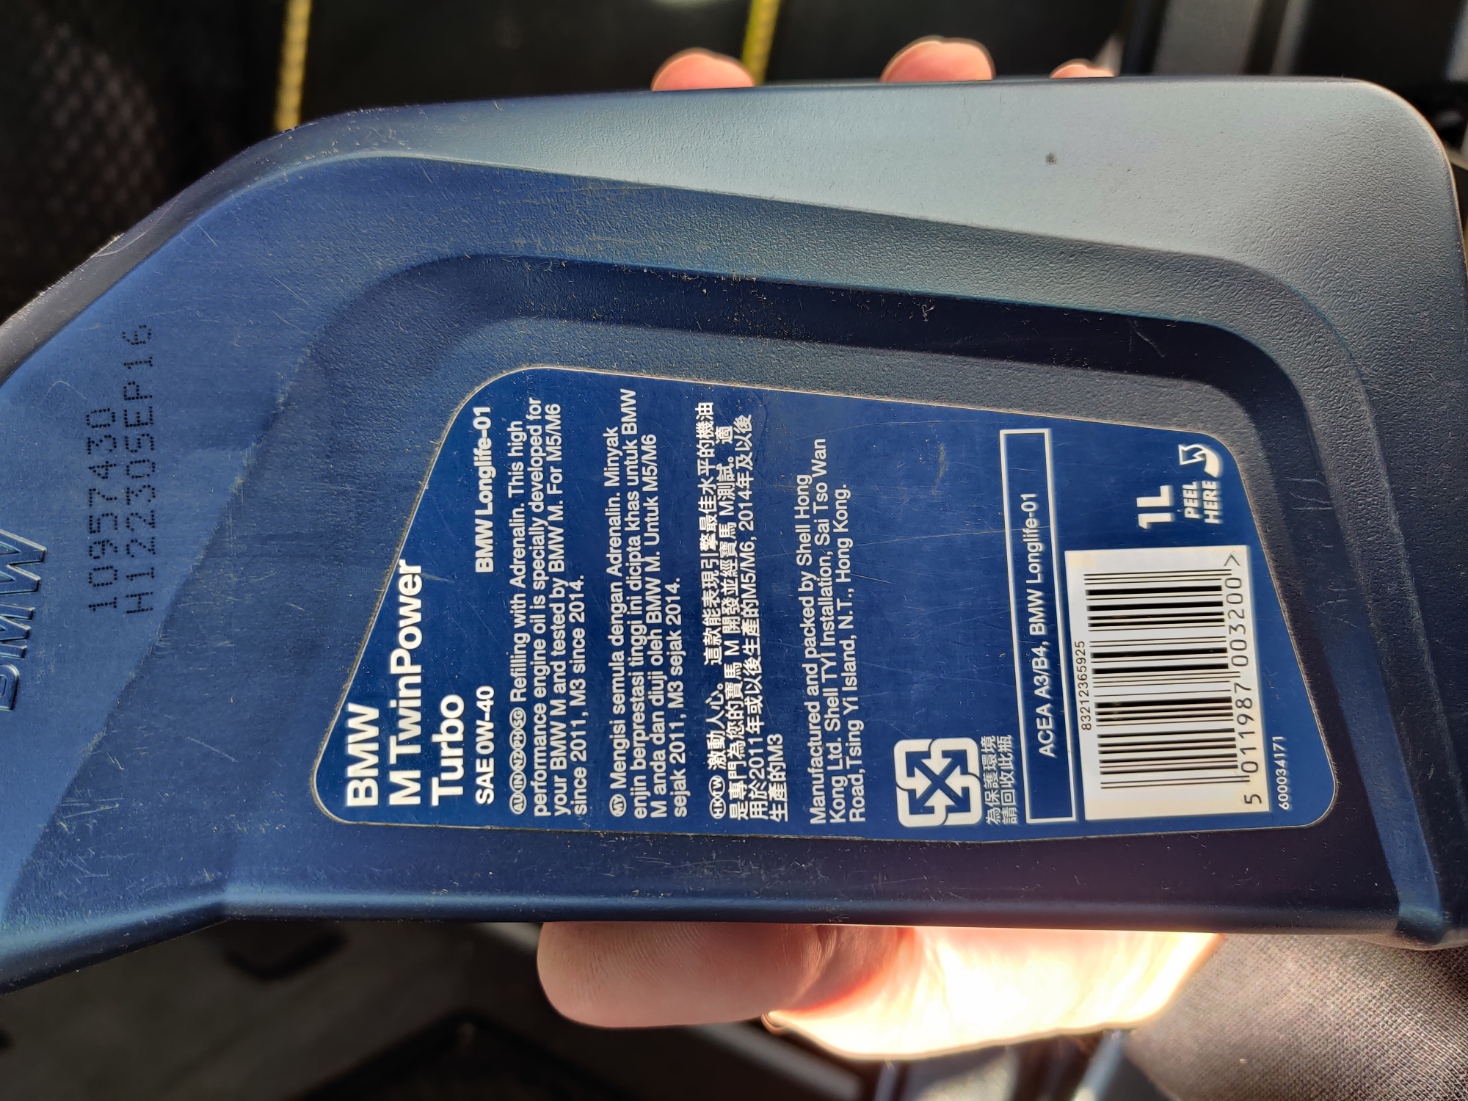 BMW
10957430
H12230SEP16
BMW
M TwinPower
Turbo
SAE 0W-40 BMW Longlife-01
AU IN NZ PH SG Refilling with Adrenalin. This high
performance engine oil is specially developed for
your BMW M and tested by BMW M. For M5/M6
since 2011, M3 since 2014.
MY Mengisi semula dengan Adrenalin. Minyak
enjin berprestasi tinggi ini dicipta khas untuk BMW
M anda dan diuji oleh BMW M. Untuk M5/M6
sejak 2011, M3 sejak 2014.
HK TW 激動人心。這款能表現引擎最佳水平的機油
是專門為您的寶馬 M 開發並經寶馬 M測試。適
用於2011年或以後生產的M5/M6, 2014年及以後
生產的M3
Manufactured and packed by Shell Hong
Kong Ltd. Shell TYI Installation, Sai Tso Wan
Road,Tsing Yi Island, N.T., Hong Kong.
為保護環境
請回收此瓶
ACEA A3/B4, BMW Longlife-01
83212365925
5 011987 003200 >
1L
PEEL
HERE
600034171